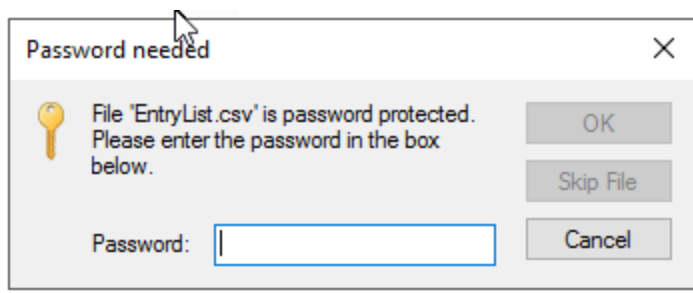 Password needed
File 'EntryList.csv' is password protected.
Please enter the password in the box
below.
OK
Skip File
Password:
Cancel